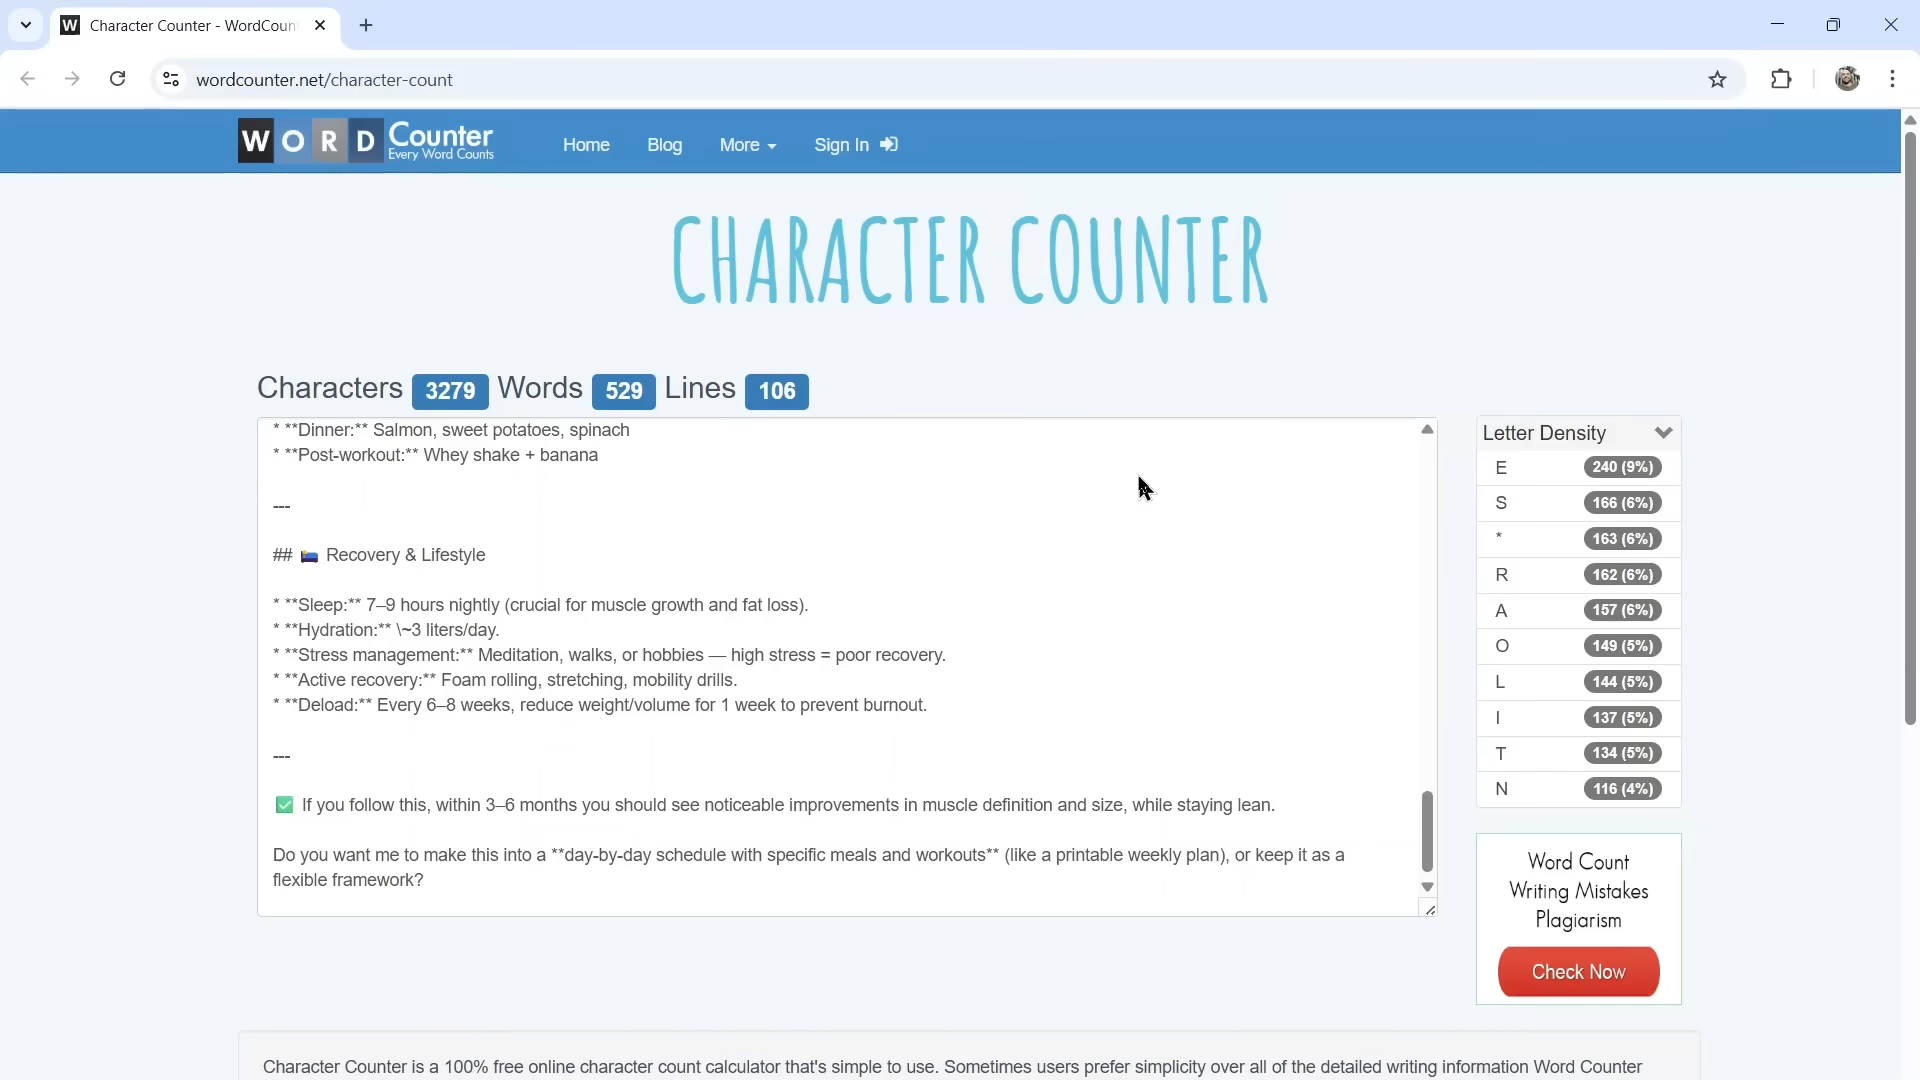 W Character Counter - WordCoun
wordcounter.net/character-count
WORD Counter
Every Word Counts
Home Blog More Sign In
CHARACTER COUNTER
Characters 3279 Words 529 Lines 106
* **Dinner:** Salmon, sweet potatoes, spinach
* **Post-workout:** Whey shake + banana
---
## 🛌 Recovery & Lifestyle
* **Sleep:** 7–9 hours nightly (crucial for muscle growth and fat loss).
* **Hydration:** \~3 liters/day.
* **Stress management:** Meditation, walks, or hobbies — high stress = poor recovery.
* **Active recovery:** Foam rolling, stretching, mobility drills.
* **Deload:** Every 6–8 weeks, reduce weight/volume for 1 week to prevent burnout.
---
✅ If you follow this, within 3–6 months you should see noticeable improvements in muscle definition and size, while staying lean.
Do you want me to make this into a **day-by-day schedule with specific meals and workouts** (like a printable weekly plan), or keep it as a
flexible framework?
Letter Density
E 240 (9%)
S 166 (6%)
* 163 (6%)
R 162 (6%)
A 157 (6%)
O 149 (5%)
L 144 (5%)
I 137 (5%)
T 134 (5%)
N 116 (4%)
Word Count
Writing Mistakes
Plagiarism
Check Now
Character Counter is a 100% free online character count calculator that's simple to use. Sometimes users prefer simplicity over all of the detailed writing information Word Counter